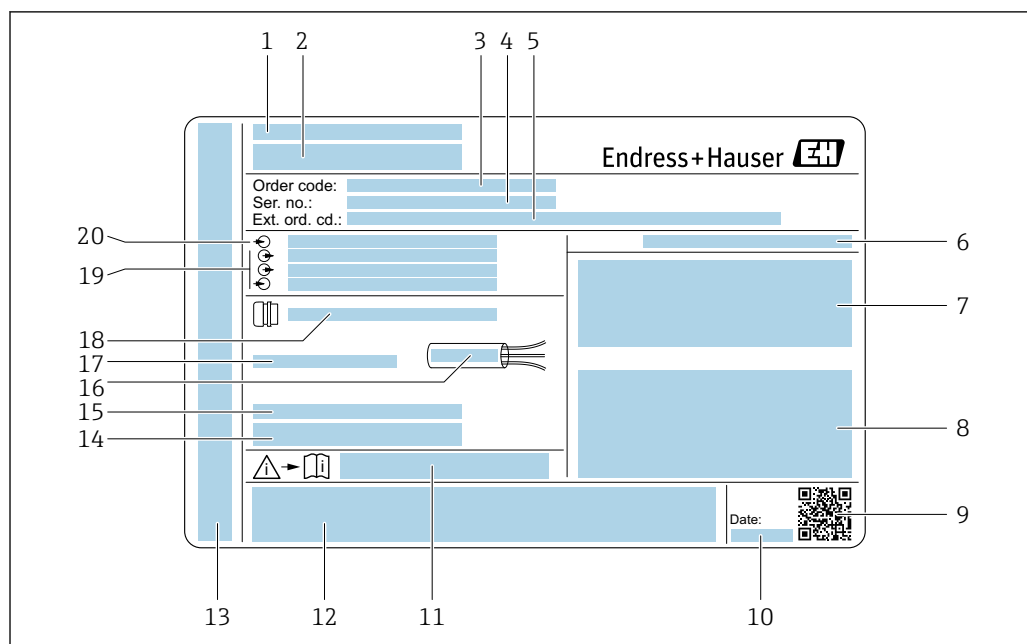 1 2 3 4 5
Endress+Hauser EH
Order code:
Ser. no.:
Ext. ord. cd.:
20
6
19
7
18
17
16
15
14
8
i i
9
Date:
13 12 11 10